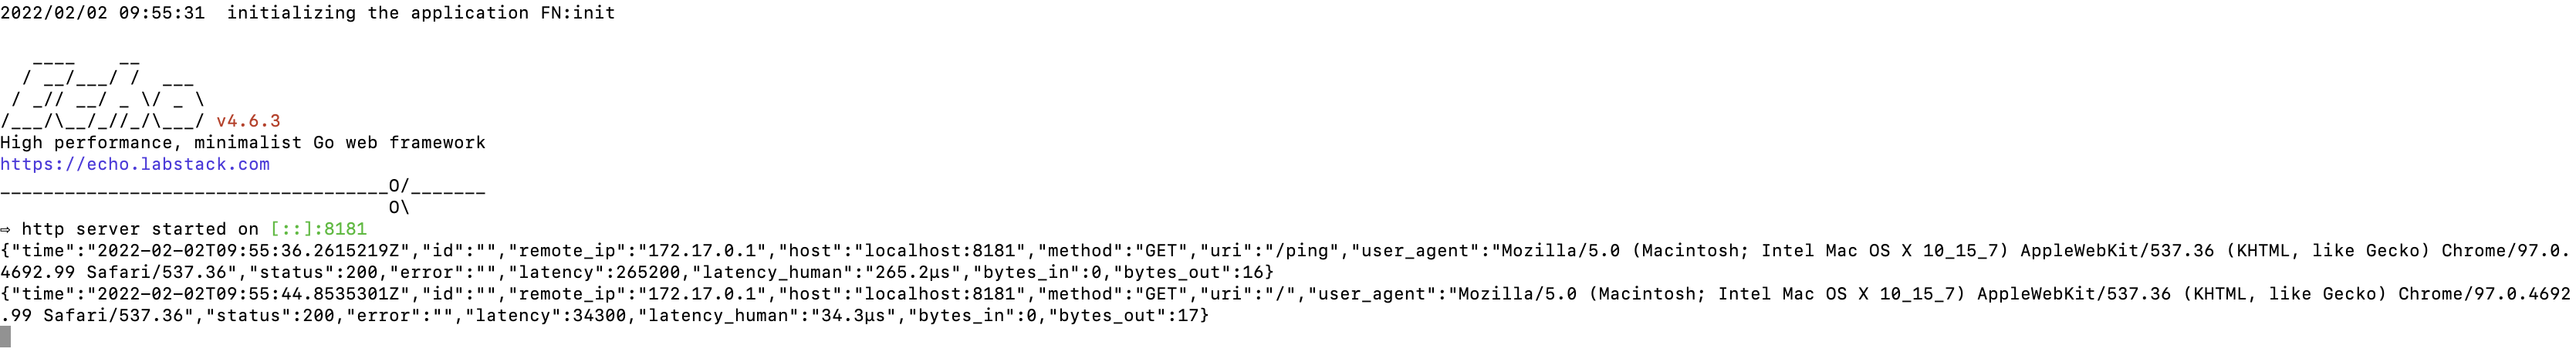 2022/02/02 09:55:31  initializing the application FN:init
   ____    __
  / __/___/ /  ___
 / _// __/ _ \/ _ \
/___/\__/_//_/\___/ v4.6.3
High performance, minimalist Go web framework
https://echo.labstack.com
____________________________________O/_______
                                    O\
⇨ http server started on [::]:8181
{"time":"2022-02-02T09:55:36.2615219Z","id":"","remote_ip":"172.17.0.1","host":"localhost:8181","method":"GET","uri":"/ping","user_agent":"Mozilla/5.0 (Macintosh; Intel Mac OS X 10_15_7) AppleWebKit/537.36 (KHTML, like Gecko) Chrome/97.0.
4692.99 Safari/537.36","status":200,"error":"","latency":265200,"latency_human":"265.2µs","bytes_in":0,"bytes_out":16}
{"time":"2022-02-02T09:55:44.8535301Z","id":"","remote_ip":"172.17.0.1","host":"localhost:8181","method":"GET","uri":"/","user_agent":"Mozilla/5.0 (Macintosh; Intel Mac OS X 10_15_7) AppleWebKit/537.36 (KHTML, like Gecko) Chrome/97.0.4692
.99 Safari/537.36","status":200,"error":"","latency":34300,"latency_human":"34.3µs","bytes_in":0,"bytes_out":17}